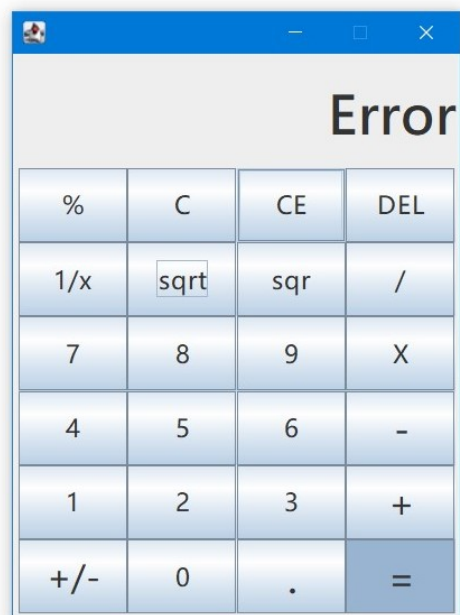 Error
% C CE DEL
1/x sqrt sqr /
7 8 9 X
4 5 6 -
1 2 3 +
+/- 0 . =